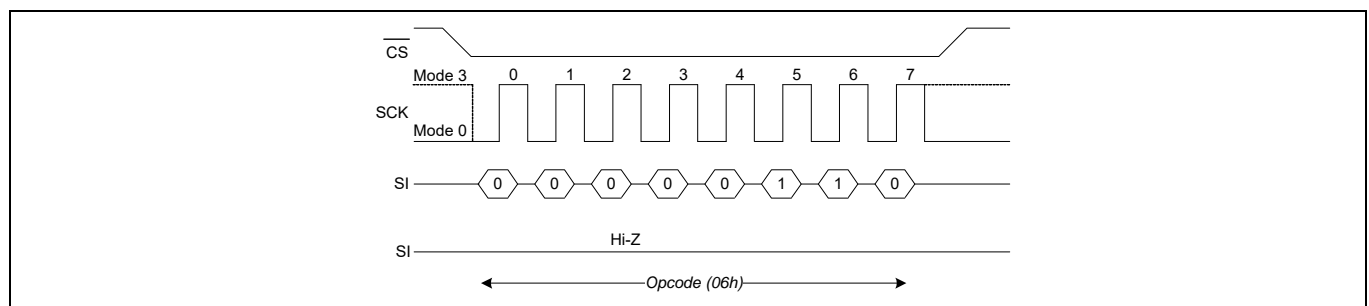 CS
Mode 3 0 1 2 3 4 5 6 7
SCK
Mode 0
SI 0 0 0 0 0 1 1 0
Hi-Z
SI
Opcode (06h)